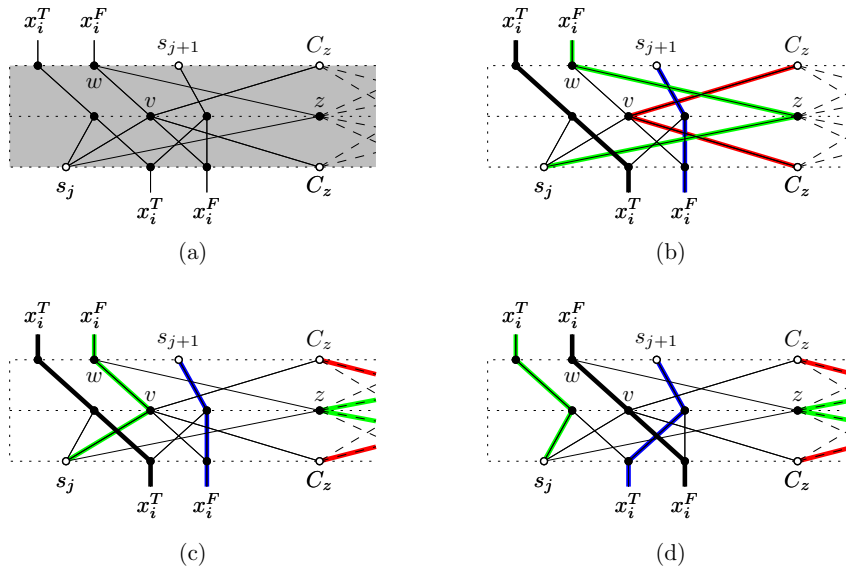 x_i^T x_i^F s_{j+1} C_z
w
v z
s_j C_z
x_i^T x_i^F
(a)
x_i^T x_i^F s_{j+1} C_z
w
v z
s_j C_z
x_i^T x_i^F
(b)
x_i^T x_i^F s_{j+1} C_z
w
v z
s_j C_z
x_i^T x_i^F
(c)
x_i^T x_i^F s_{j+1} C_z
w
v z
s_j C_z
x_i^T x_i^F
(d)